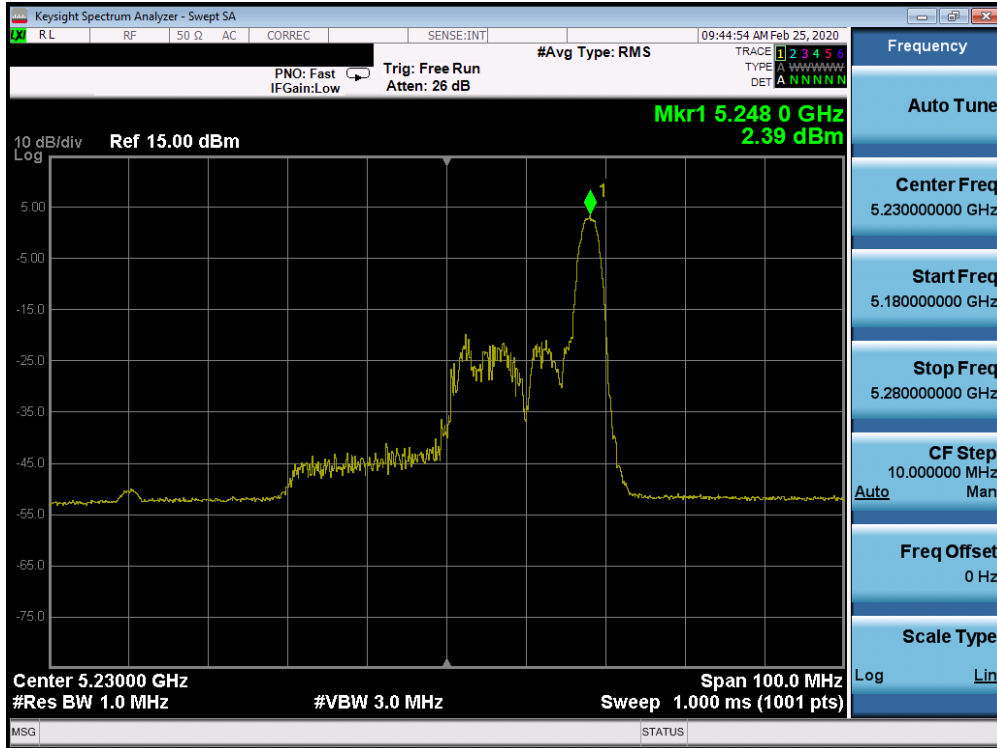 Keysight Spectrum Analyzer - Swept SA
LXI RL RF 50 Ω AC CORREC SENSE:INT 09:44:54 AM Feb 25, 2020
#Avg Type: RMS TRACE 1 2 3 4 5 6
PNO: Fast Trig: Free Run TYPE A WWWWW
IFGain:Low Atten: 26 dB DET A N N N N N
Mkr1 5.248 0 GHz
10 dB/div Ref 15.00 dBm 2.39 dBm
Log
1
5.00
-5.00
-15.0
-25.0
-35.0
-45.0
-55.0
-65.0
-75.0
Center 5.23000 GHz Span 100.0 MHz
#Res BW 1.0 MHz #VBW 3.0 MHz Sweep 1.000 ms (1001 pts)
MSG STATUS
Frequency
Auto Tune
Center Freq
5.230000000 GHz
Start Freq
5.180000000 GHz
Stop Freq
5.280000000 GHz
CF Step
10.000000 MHz
Auto Man
Freq Offset
0 Hz
Scale Type
Log Lin